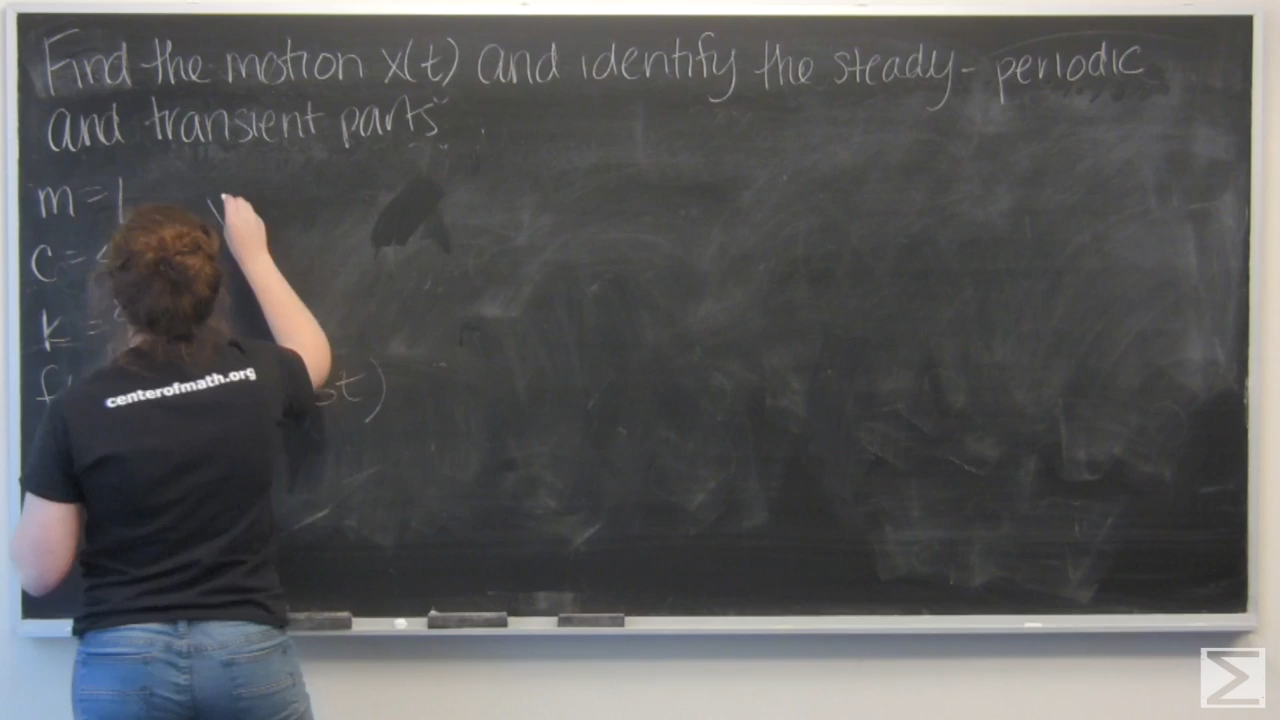 Find the motion x(t) and identify the steady-periodic
and transient parts
m=1
c=
k=
f
t)
centerofmath.org
Σ